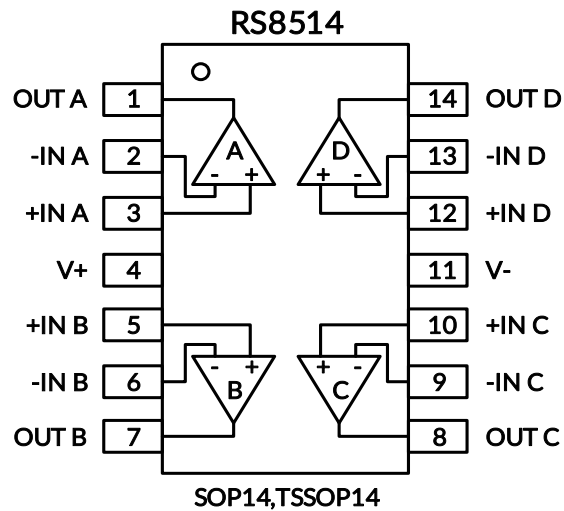 RS8514
OUT A 1 14 OUT D
-IN A 2 A D 13 -IN D
- + + -
+IN A 3 12 +IN D
V+ 4 11 V-
+IN B 5 10 +IN C
- + + -
-IN B 6 B C 9 -IN C
OUT B 7 8 OUT C
SOP14,TSSOP14